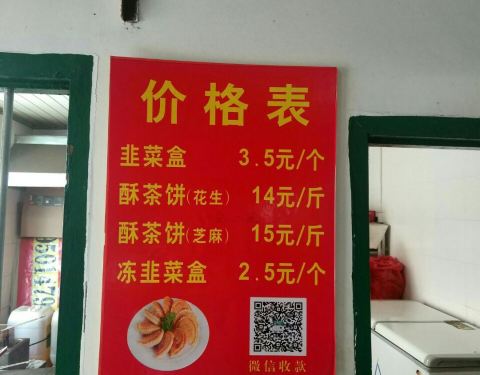 价格表
韭菜盒 3.5元/个
酥茶饼(花生) 14元/斤
酥茶饼(芝麻) 15元/斤
冻韭菜盒 2.5元/个
微信收款